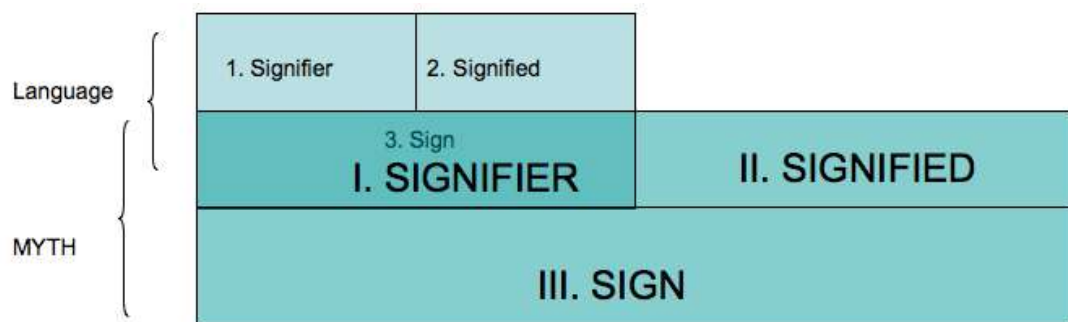 1. Signifier
2. Signified
Language
3. Sign
I. SIGNIFIER
II. SIGNIFIED
MYTH
III. SIGN